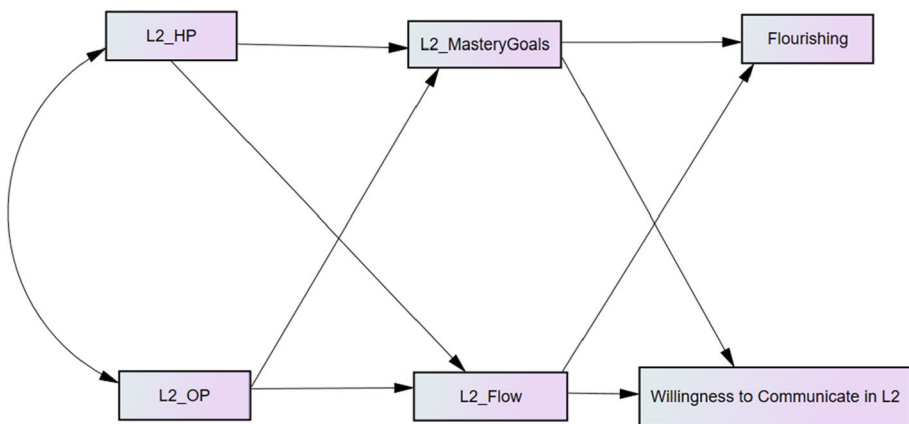 L2_HP
L2_MasteryGoals
Flourishing
L2_OP
L2_Flow
Willingness to Communicate in L2